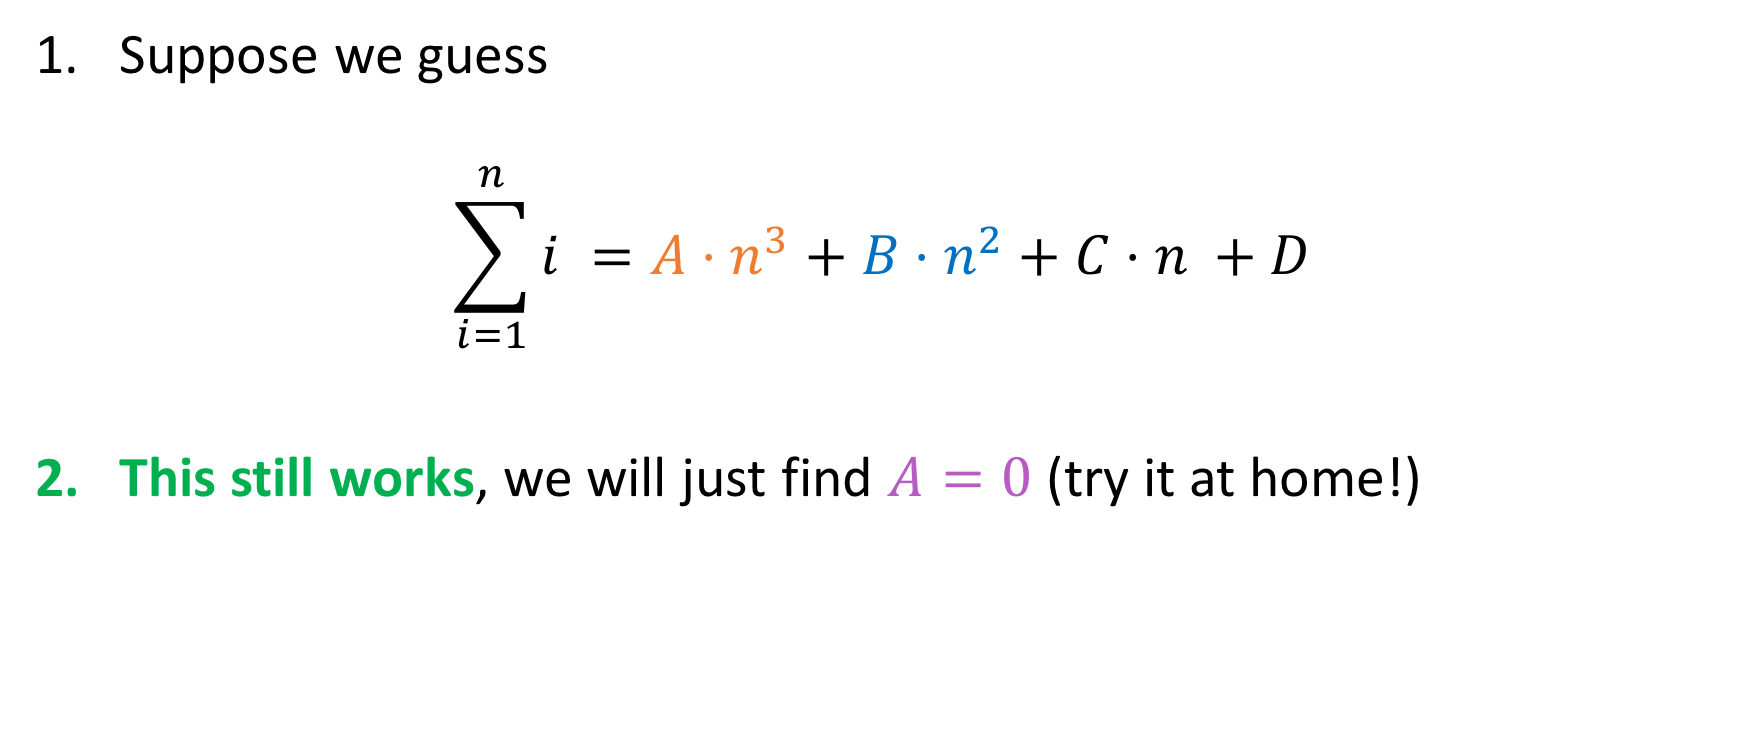 1. Suppose we guess
n
∑ i = A · n³ + B · n² + C · n + D
i=1
2. This still works, we will just find A = 0 (try it at home!)